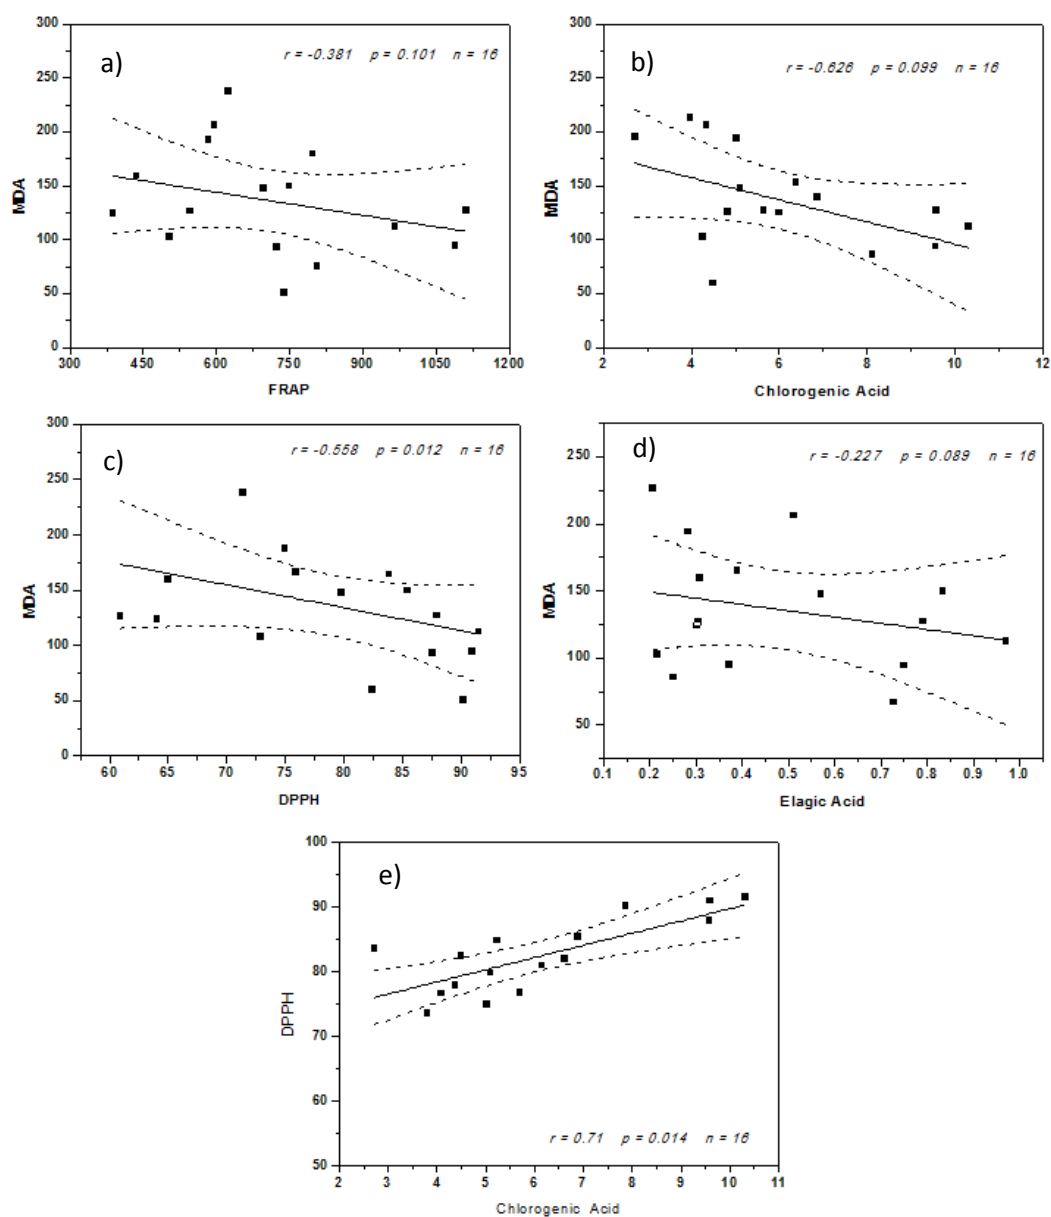 a)
r = -0.381 p = 0.101 n = 16
MDA
300
250
200
150
100
50
0
300 450 600 750 900 1050 1200
FRAP
b)
r = -0.626 p = 0.099 n = 16
MDA
300
250
200
150
100
50
0
2 4 6 8 10 12
Chlorogenic Acid
c)
r = -0.558 p = 0.012 n = 16
MDA
300
250
200
150
100
50
0
60 65 70 75 80 85 90 95
DPPH
d)
r = -0.227 p = 0.089 n = 16
MDA
250
200
150
100
50
0.1 0.2 0.3 0.4 0.5 0.6 0.7 0.8 0.9 1.0
Elagic Acid
e)
DPPH
100
90
80
70
60
50
r = 0.71 p = 0.014 n = 16
2 3 4 5 6 7 8 9 10 11
Chlorogenic Acid